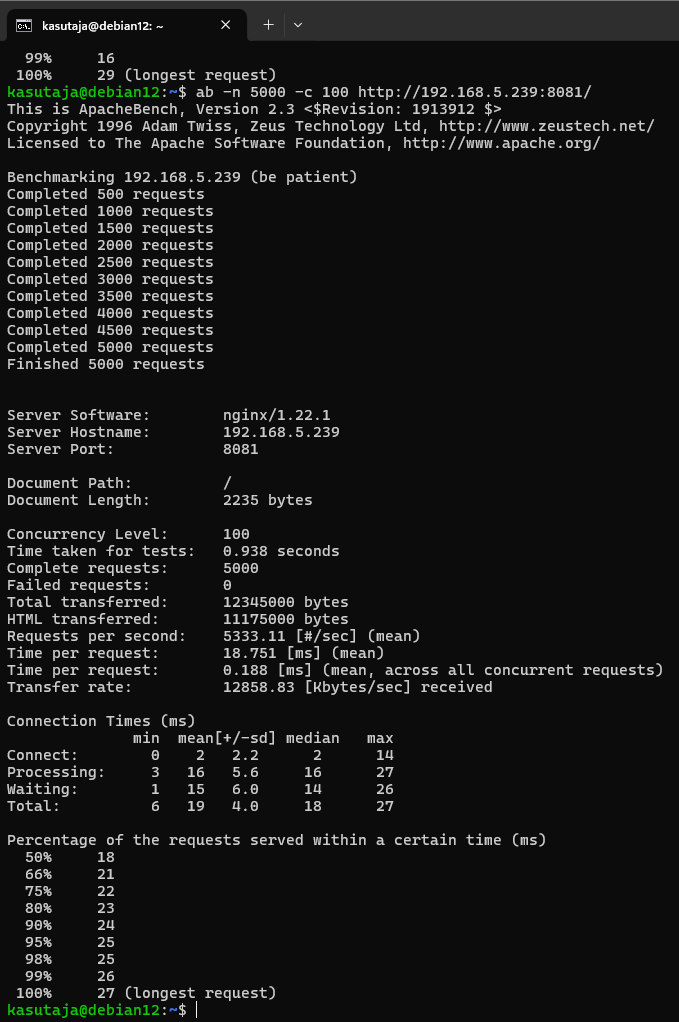 kasutaja@debian12: ~
99% 16
100% 29 (longest request)
kasutaja@debian12:~$ ab -n 5000 -c 100 http://192.168.5.239:8081/
This is ApacheBench, Version 2.3 <$Revision: 1913912 $>
Copyright 1996 Adam Twiss, Zeus Technology Ltd, http://www.zeustech.net/
Licensed to The Apache Software Foundation, http://www.apache.org/

Benchmarking 192.168.5.239 (be patient)
Completed 500 requests
Completed 1000 requests
Completed 1500 requests
Completed 2000 requests
Completed 2500 requests
Completed 3000 requests
Completed 3500 requests
Completed 4000 requests
Completed 4500 requests
Completed 5000 requests
Finished 5000 requests

Server Software: nginx/1.22.1
Server Hostname: 192.168.5.239
Server Port: 8081

Document Path: /
Document Length: 2235 bytes

Concurrency Level: 100
Time taken for tests: 0.938 seconds
Complete requests: 5000
Failed requests: 0
Total transferred: 12345000 bytes
HTML transferred: 11175000 bytes
Requests per second: 5333.11 [#/sec] (mean)
Time per request: 18.751 [ms] (mean)
Time per request: 0.188 [ms] (mean, across all concurrent requests)
Transfer rate: 12858.83 [Kbytes/sec] received

Connection Times (ms)
min mean[+/-sd] median max
Connect: 0 2 2.2 2 14
Processing: 3 16 5.6 16 27
Waiting: 1 15 6.0 14 26
Total: 6 19 4.0 18 27

Percentage of the requests served within a certain time (ms)
50% 18
66% 21
75% 22
80% 23
90% 24
95% 25
98% 25
99% 26
100% 27 (longest request)
kasutaja@debian12:~$